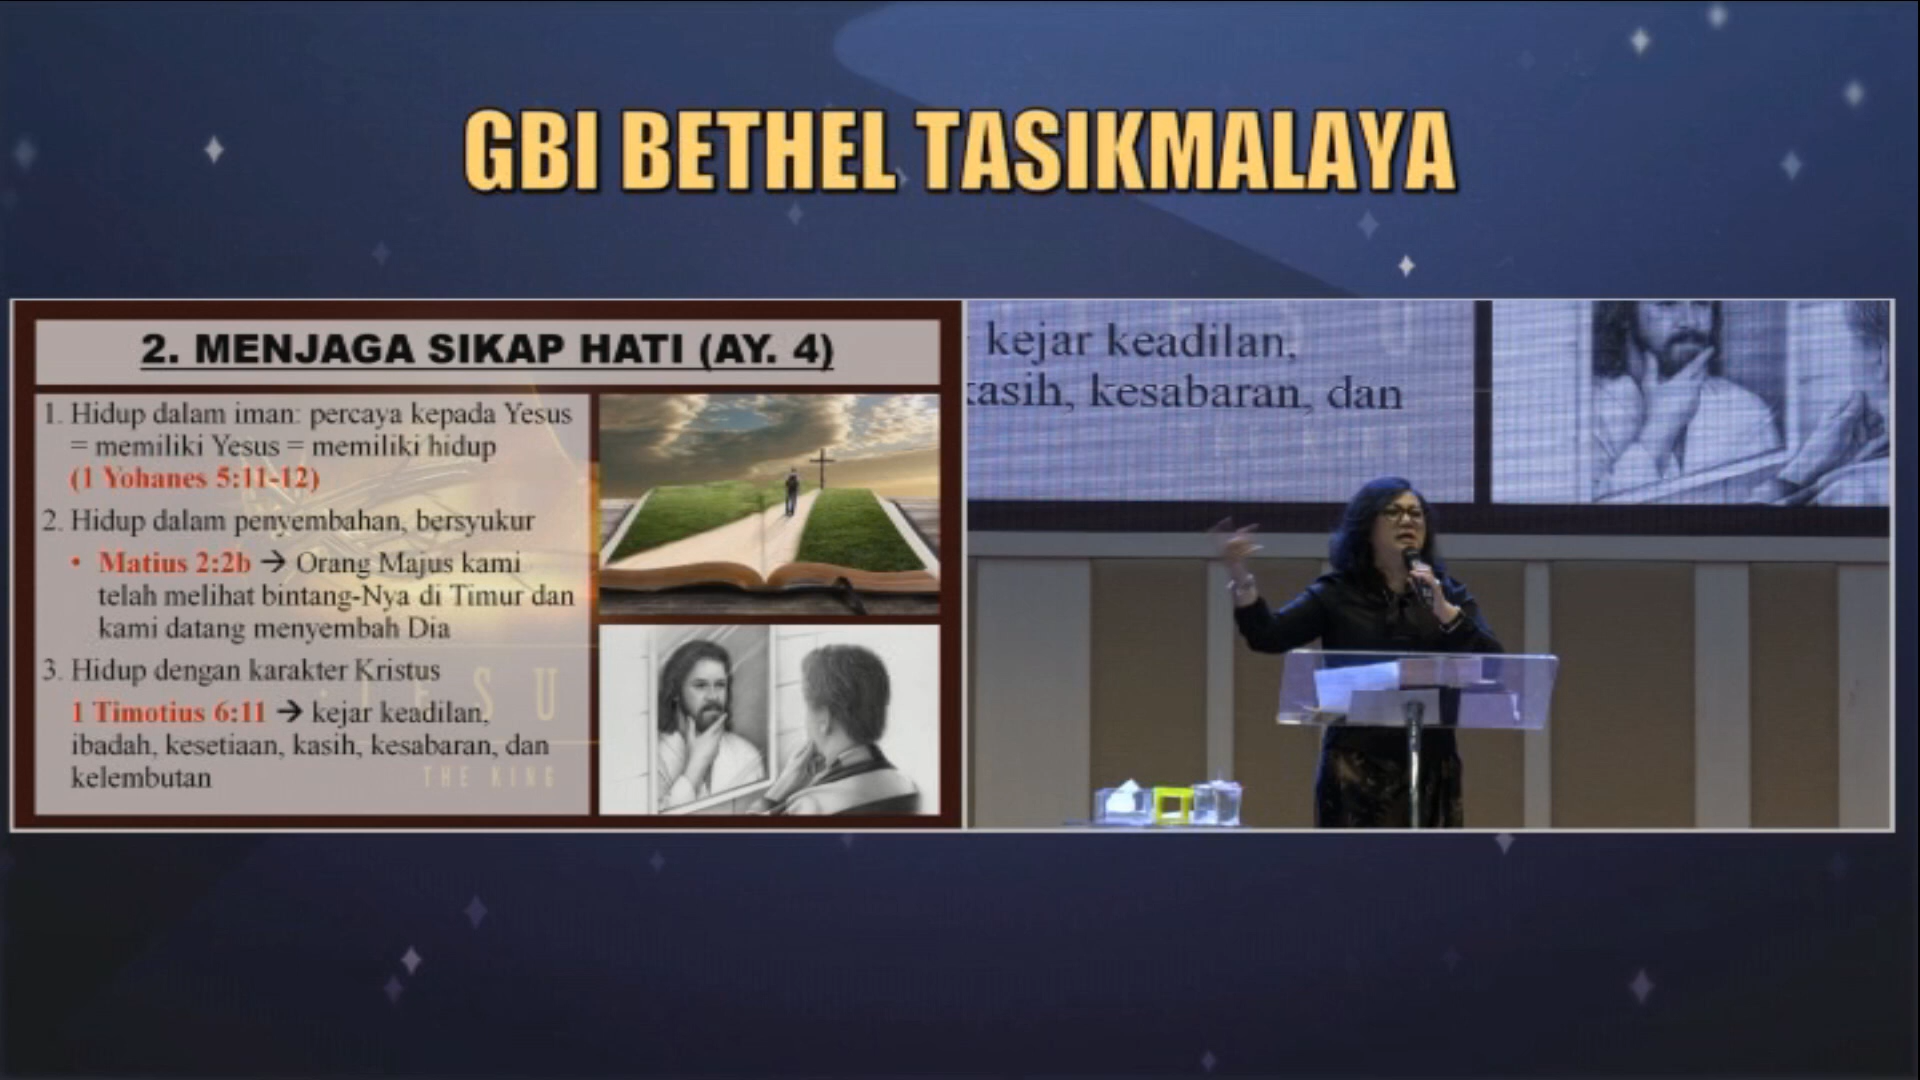 GBI BETHEL TASIKMALAYA
2. MENJAGA SIKAP HATI (AY. 4)
1. Hidup dalam iman: percaya kepada Yesus
= memiliki Yesus = memiliki hidup
(1 Yohanes 5:11-12)
2. Hidup dalam penyembahan, bersyukur
• Matius 2:2b → Orang Majus kami
telah melihat bintang-Nya di Timur dan
kami datang menyembah Dia
3. Hidup dengan karakter Kristus
1 Timotius 6:11 → kejar keadilan,
ibadah, kesetiaan, kasih, kesabaran, dan
kelembutan
JESU
THE KING
kejar keadilan,
kasih, kesabaran, dan